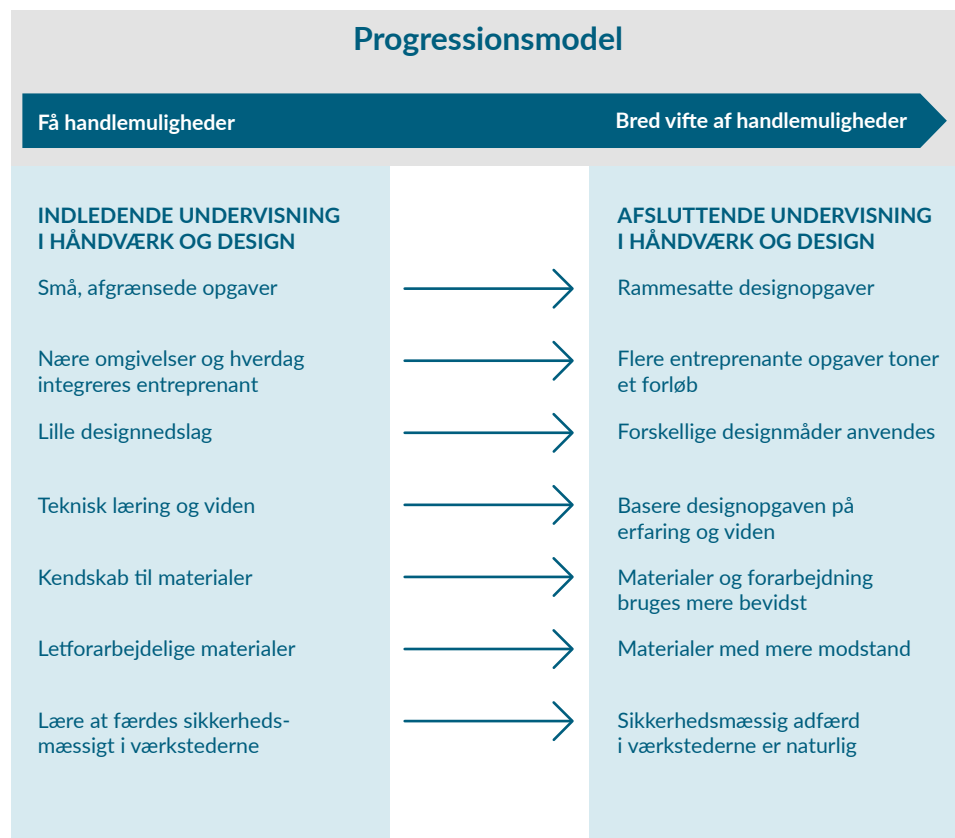 Progressionsmodel
Få handlemuligheder
Bred vifte af handlemuligheder
INDLEDENDE UNDERVISNING
I HÅNDVÆRK OG DESIGN
AFSLUTTENDE UNDERVISNING
I HÅNDVÆRK OG DESIGN
Små, afgrænsede opgaver
Rammesatte designopgaver
Nære omgivelser og hverdag
integreres entreprenant
Flere entreprenante opgaver toner
et forløb
Lille designnedslag
Forskellige designmåder anvendes
Teknisk læring og viden
Basere designopgaven på
erfaring og viden
Kendskab til materialer
Materialer og forarbejdning
bruges mere bevidst
Letforarbejdelige materialer
Materialer med mere modstand
Lære at færdes sikkerheds-
mæssigt i værkstederne
Sikkerhedsmæssig adfærd
i værkstederne er naturlig